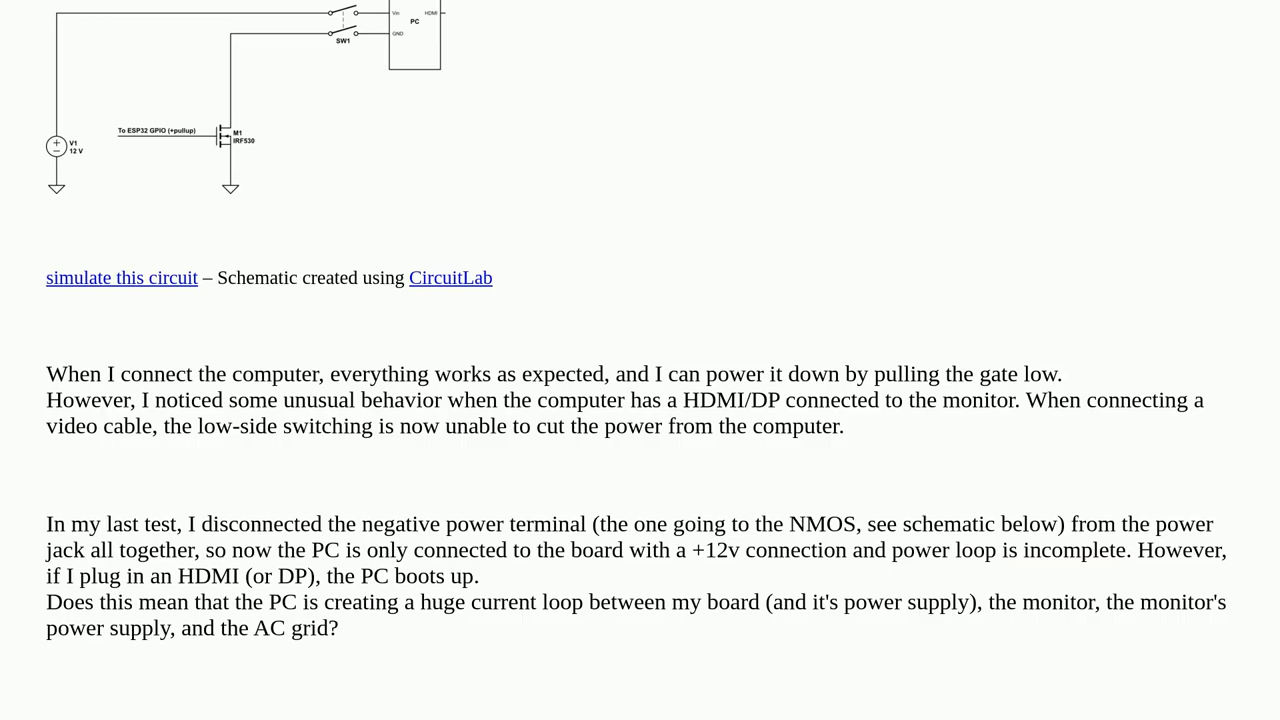 Vin
HDMI
PC
GND
SW1
To ESP32 GPIO (+pullup)
M1
IRF530
V1
12 V
simulate this circuit – Schematic created using CircuitLab
When I connect the computer, everything works as expected, and I can power it down by pulling the gate low.
However, I noticed some unusual behavior when the computer has a HDMI/DP connected to the monitor. When connecting a
video cable, the low-side switching is now unable to cut the power from the computer.
In my last test, I disconnected the negative power terminal (the one going to the NMOS, see schematic below) from the power
jack all together, so now the PC is only connected to the board with a +12v connection and power loop is incomplete. However,
if I plug in an HDMI (or DP), the PC boots up.
Does this mean that the PC is creating a huge current loop between my board (and it's power supply), the monitor, the monitor's
power supply, and the AC grid?